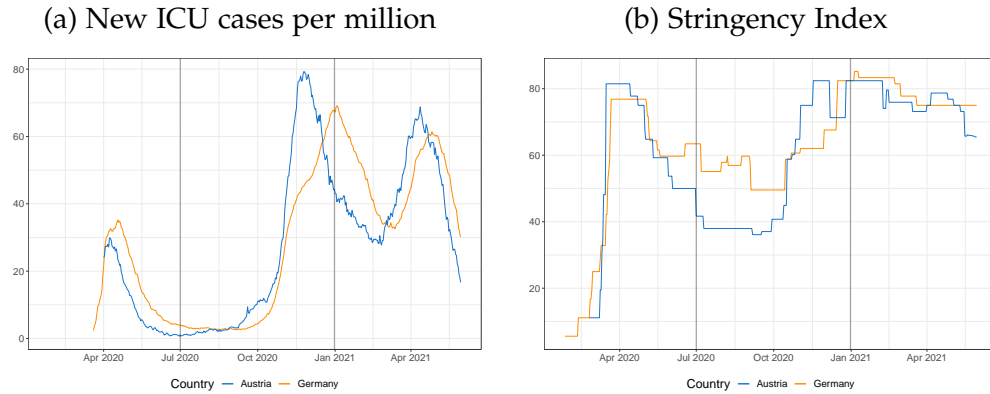 (a) New ICU cases per million
80
60
40
20
0
Apr 2020 Jul 2020 Oct 2020 Jan 2021 Apr 2021
Country Austria Germany
(b) Stringency Index
80
60
40
20
Apr 2020 Jul 2020 Oct 2020 Jan 2021 Apr 2021
Country Austria Germany